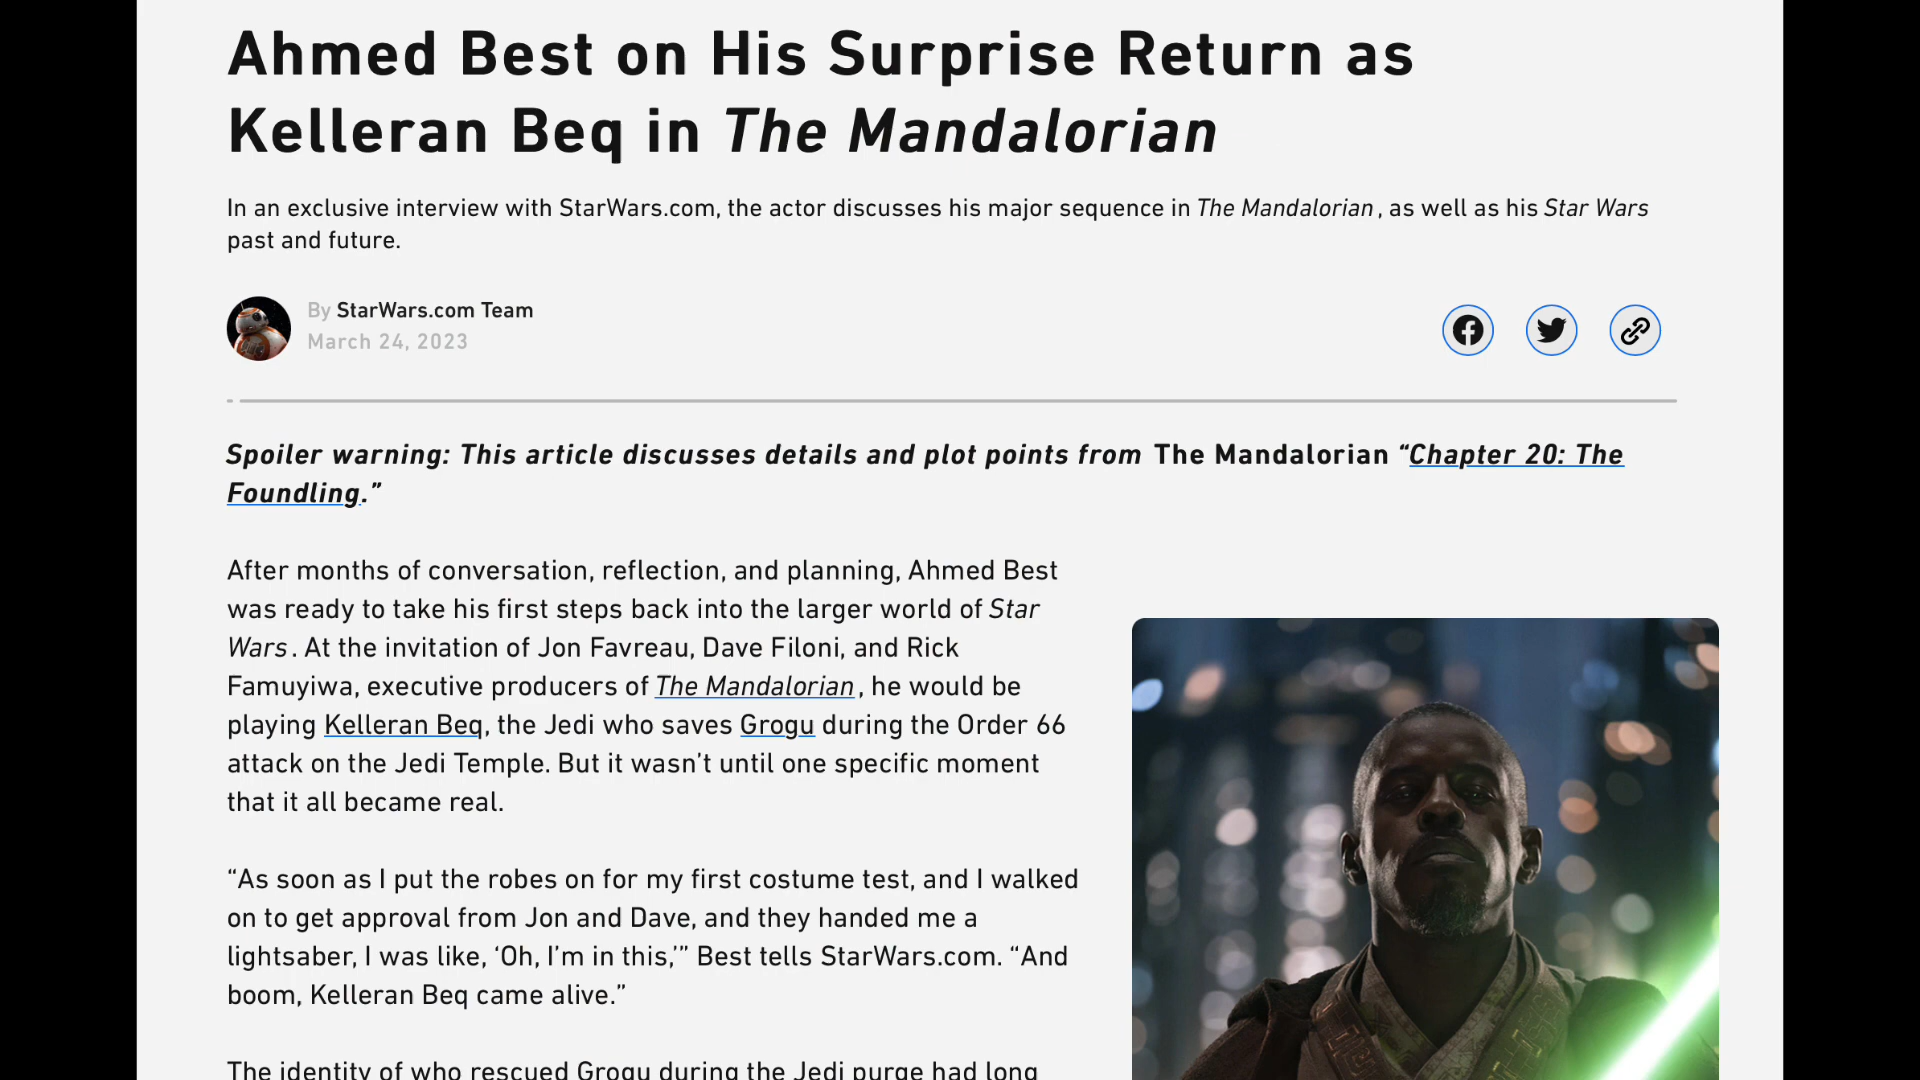 Ahmed Best on His Surprise Return as
Kelleran Beq in The Mandalorian
In an exclusive interview with StarWars.com, the actor discusses his major sequence in The Mandalorian, as well as his Star Wars
past and future.
By StarWars.com Team
March 24, 2023
Spoiler warning: This article discusses details and plot points from The Mandalorian “Chapter 20: The
Foundling.”
After months of conversation, reflection, and planning, Ahmed Best
was ready to take his first steps back into the larger world of Star
Wars. At the invitation of Jon Favreau, Dave Filoni, and Rick
Famuyiwa, executive producers of The Mandalorian, he would be
playing Kelleran Beq, the Jedi who saves Grogu during the Order 66
attack on the Jedi Temple. But it wasn’t until one specific moment
that it all became real.
“As soon as I put the robes on for my first costume test, and I walked
on to get approval from Jon and Dave, and they handed me a
lightsaber, I was like, ‘Oh, I’m in this,’” Best tells StarWars.com. “And
boom, Kelleran Beq came alive.”
The identity of who rescued Grogu during the Jedi purge had long